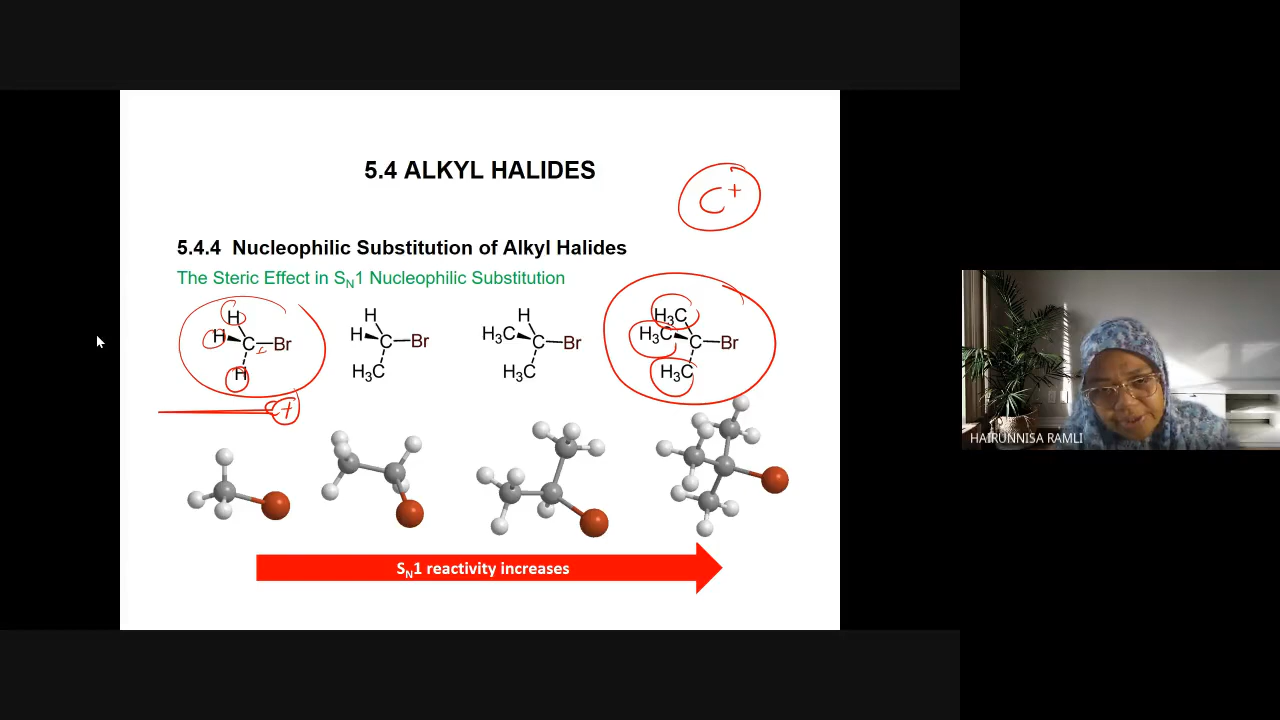 5.4 ALKYL HALIDES
C+
5.4.4 Nucleophilic Substitution of Alkyl Halides
The Steric Effect in SN1 Nucleophilic Substitution
H H H3C
H C Br H C Br H3C C Br H3C C Br
H H3C H3C H3C
C+
SN1 reactivity increases
HAIRUNNISA RAMLI